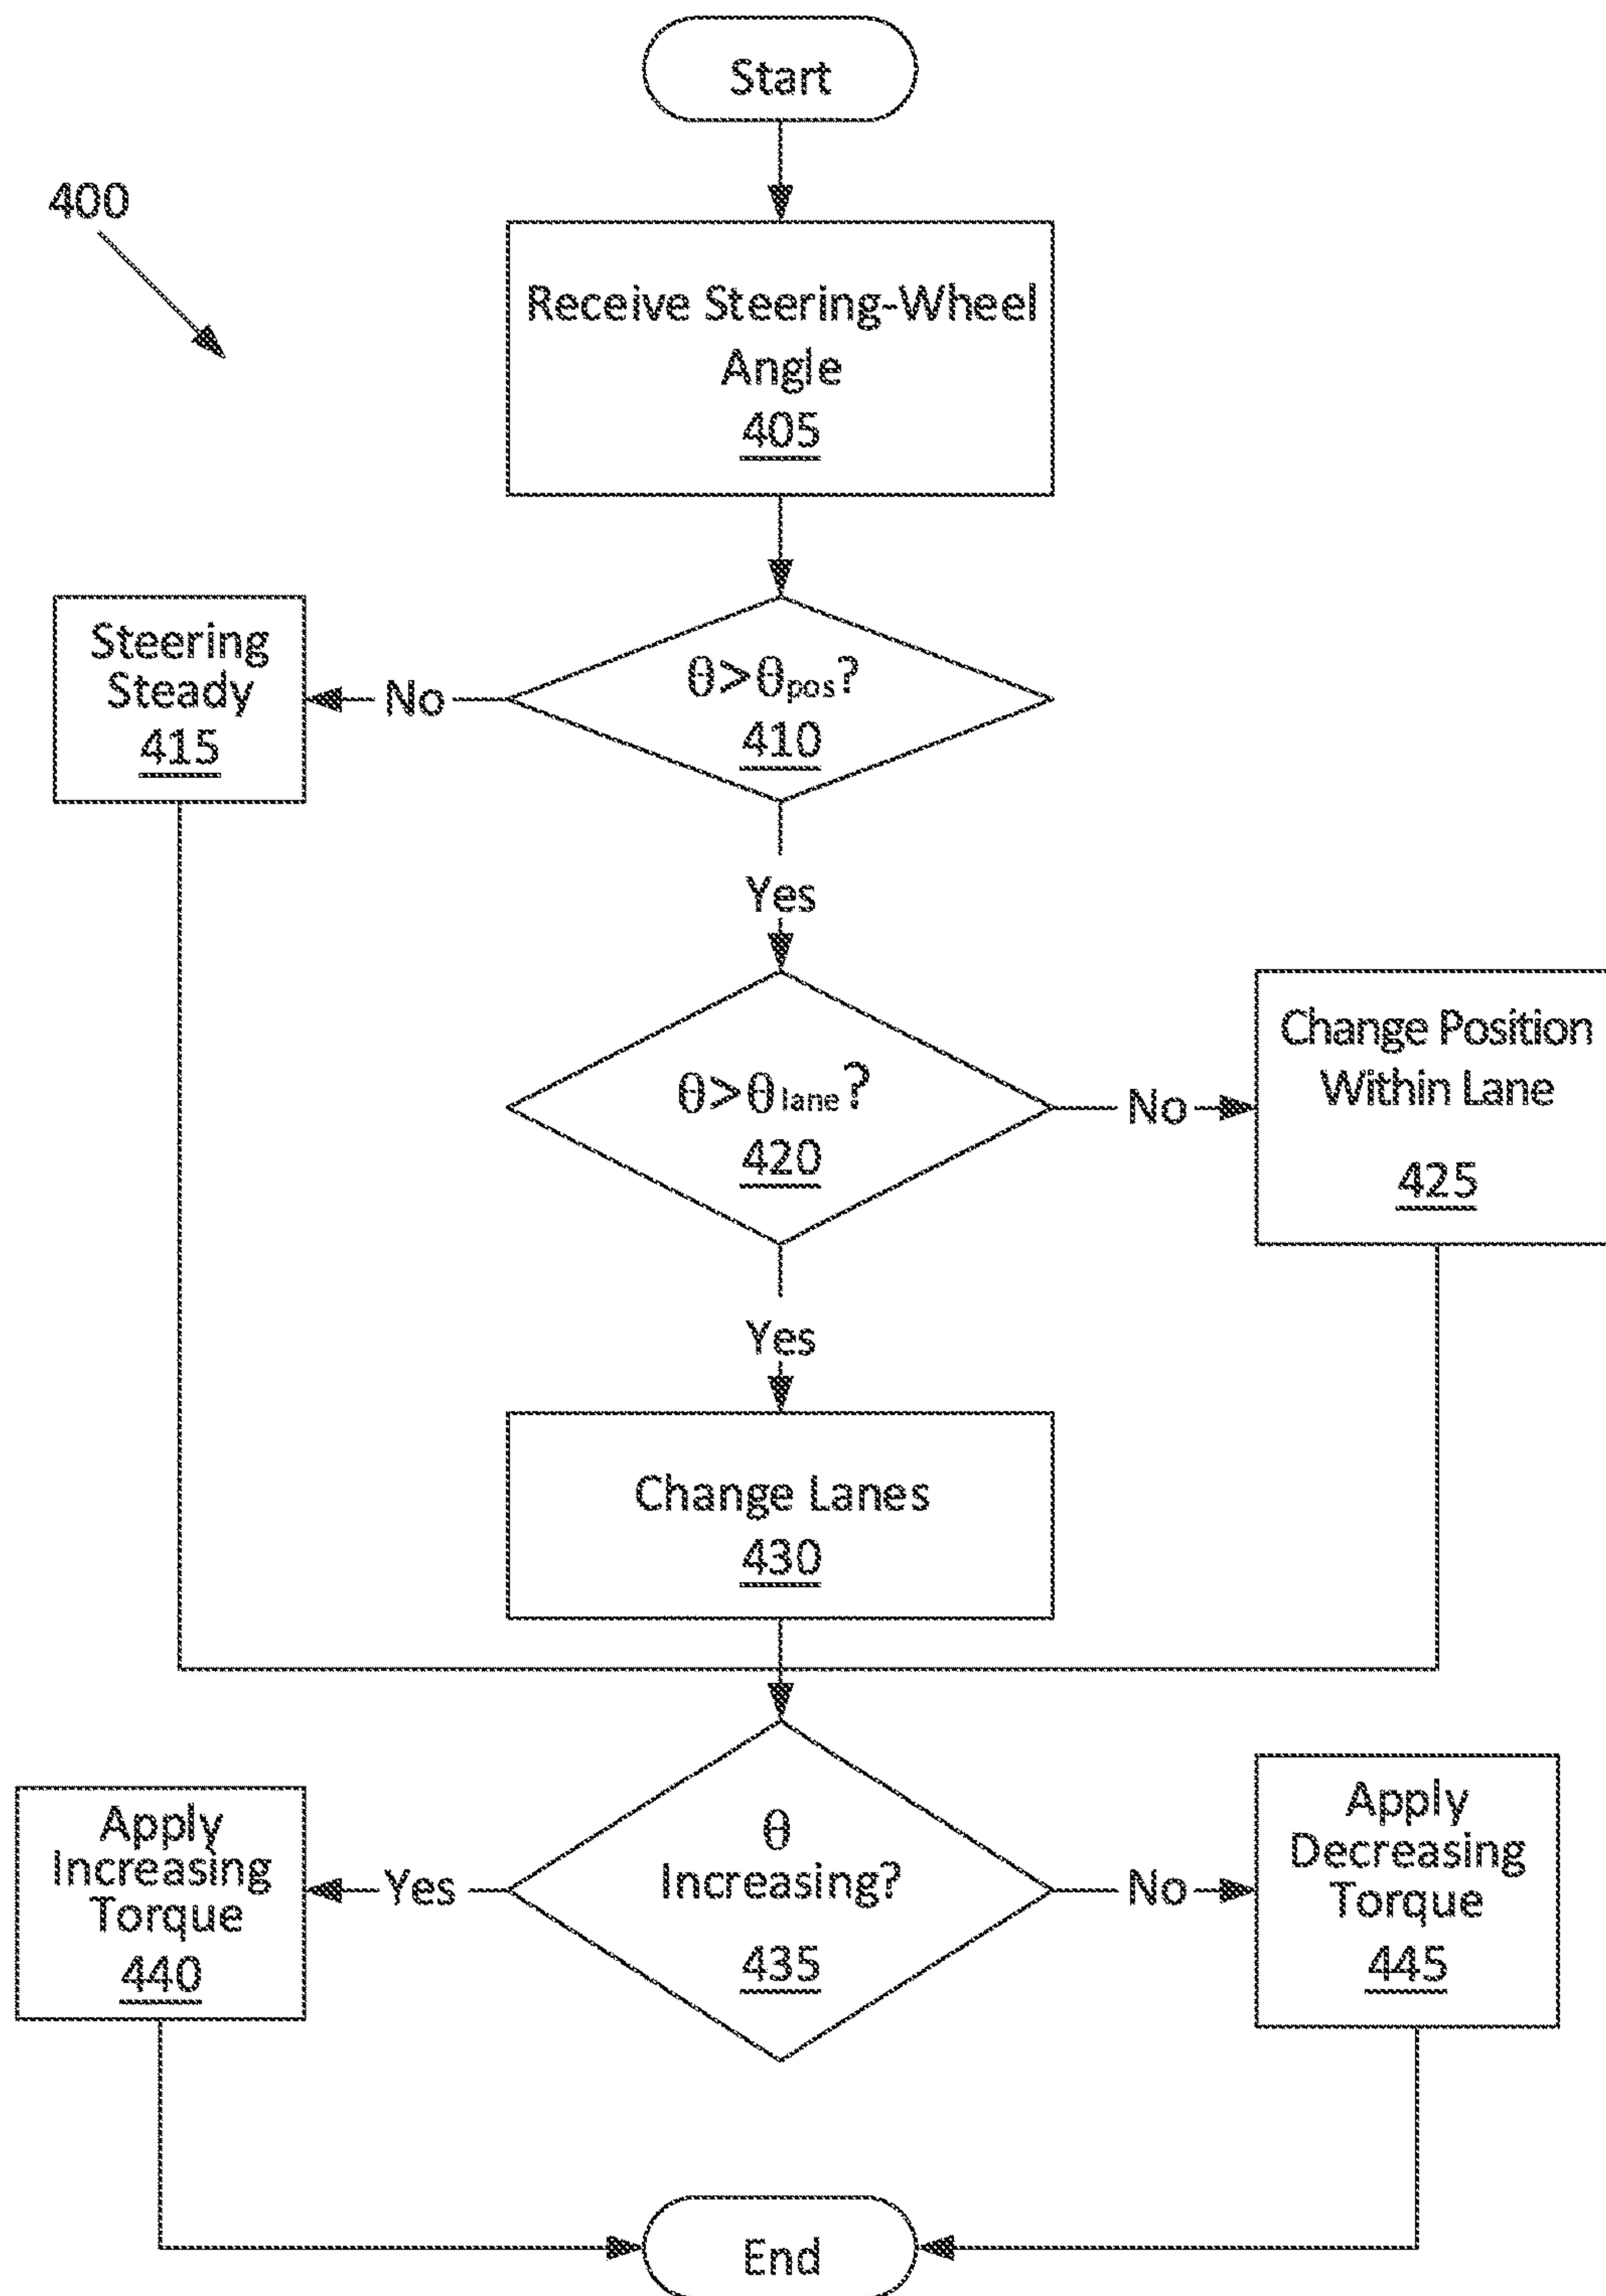 Start
400
Receive Steering-Wheel
Angle
405
Steering
Steady
415
No
θ>θpos?
410
Yes
θ>θlane?
420
No
Change Position
Within Lane
425
Yes
Change Lanes
430
Apply
Increasing
Torque
440
Yes
θ
Increasing?
435
No
Apply
Decreasing
Torque
445
End